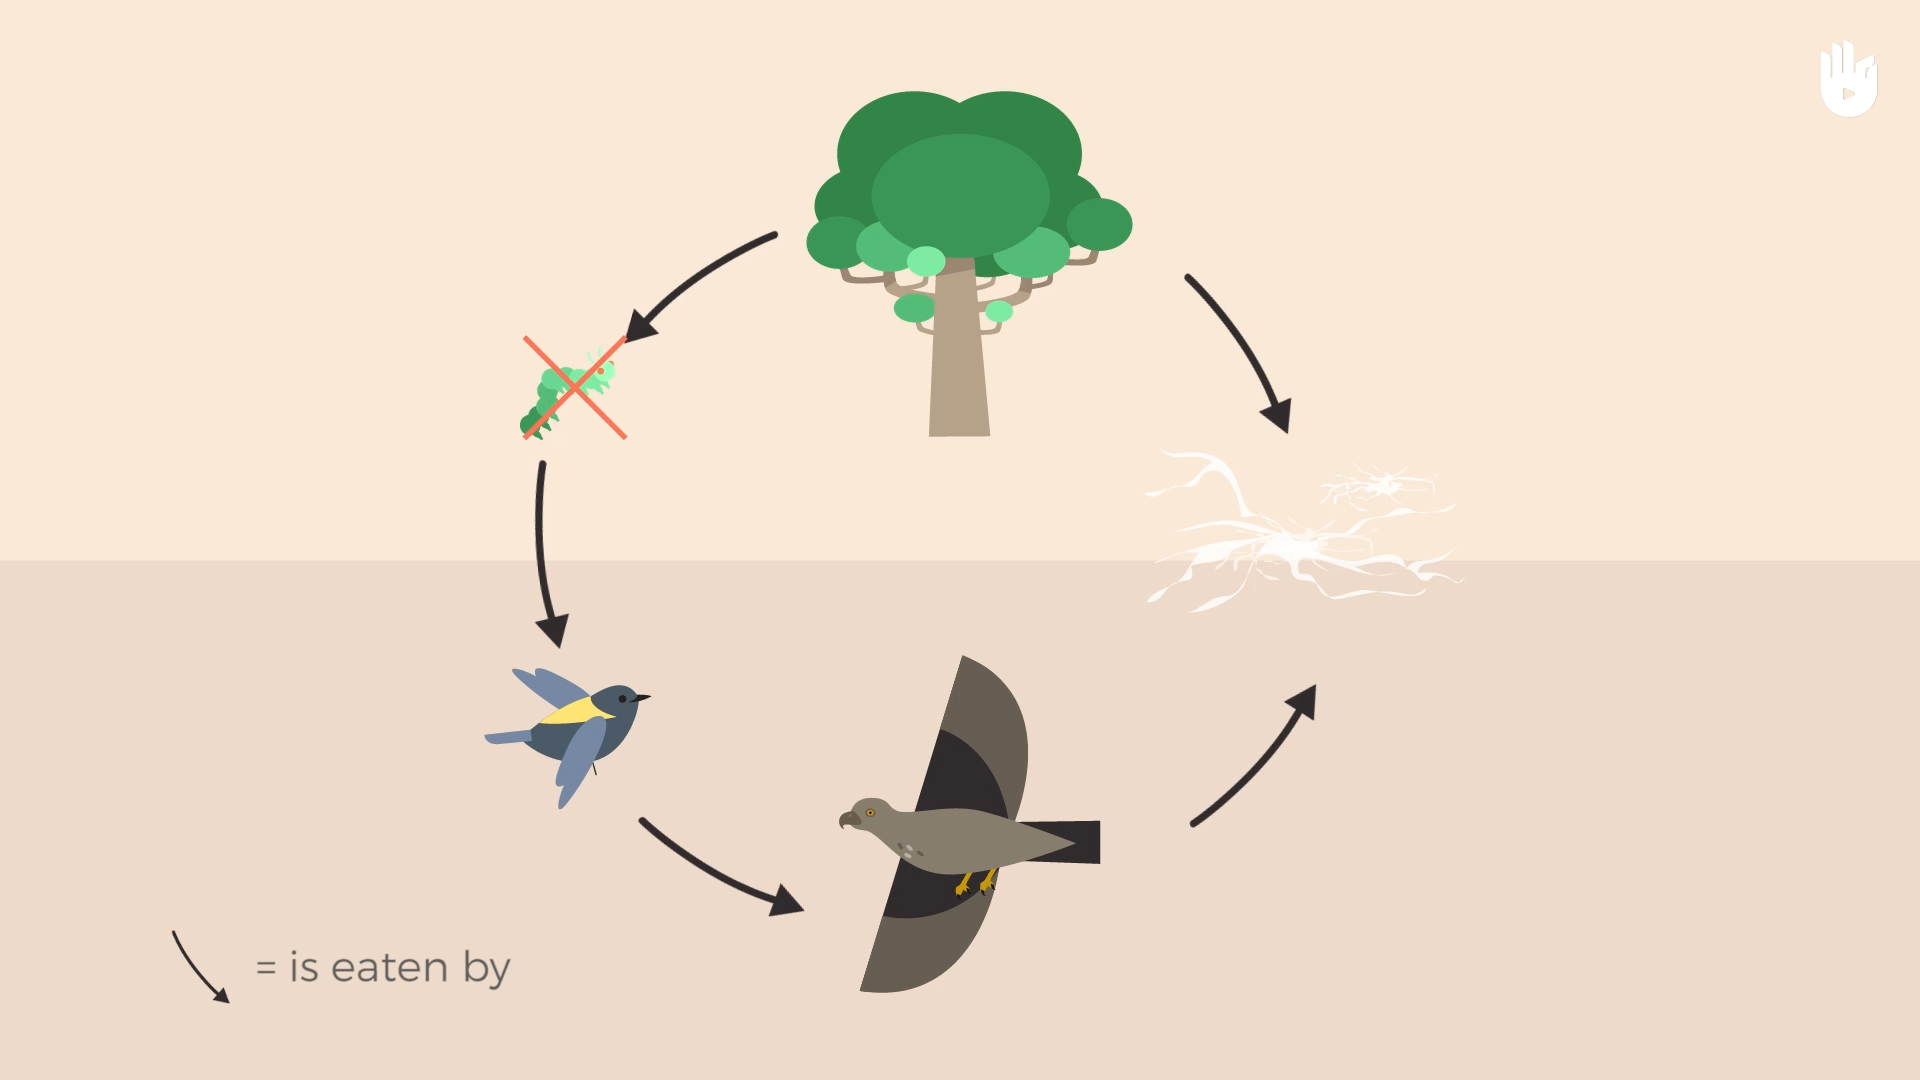 = is eaten by